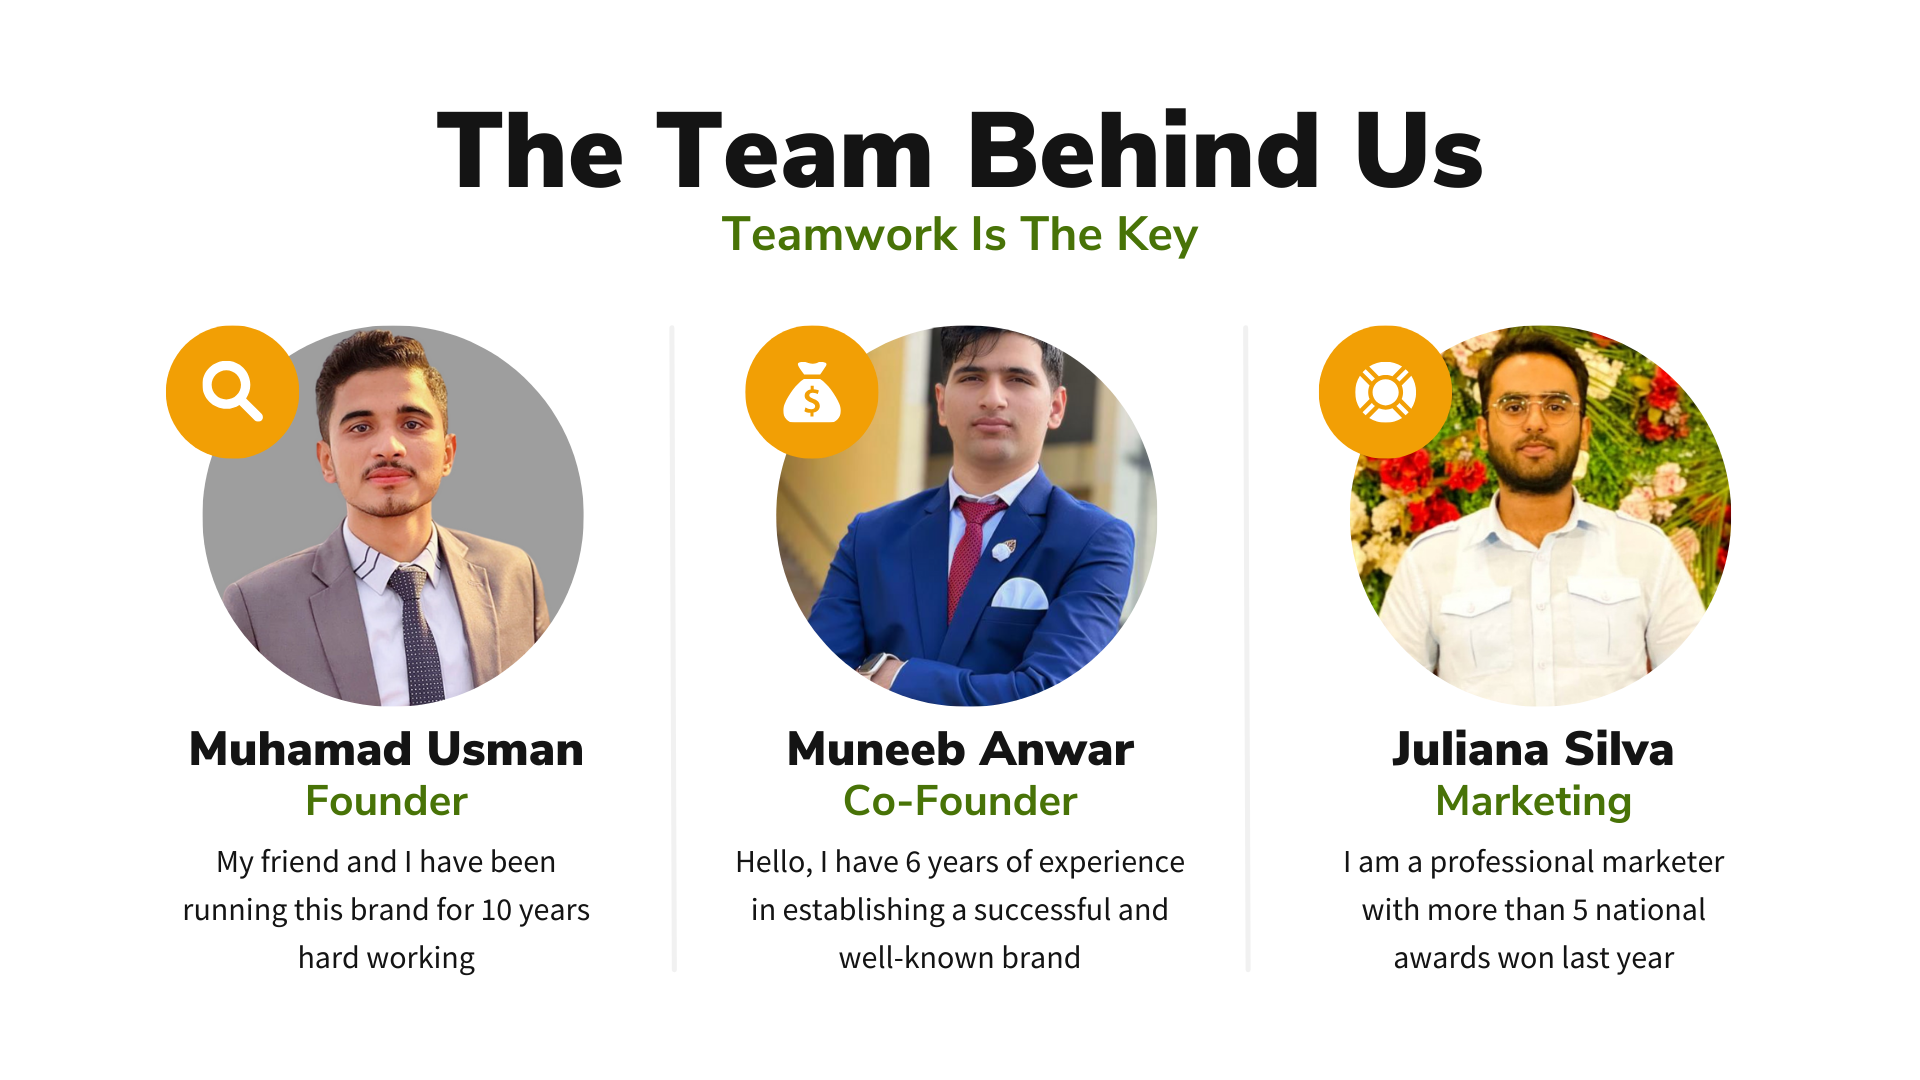 The Team Behind Us
Teamwork Is The Key
$
Muhamad Usman
Founder
My friend and I have been
running this brand for 10 years
hard working
Muneeb Anwar
Co-Founder
Hello, I have 6 years of experience
in establishing a successful and
well-known brand
Juliana Silva
Marketing
I am a professional marketer
with more than 5 national
awards won last year